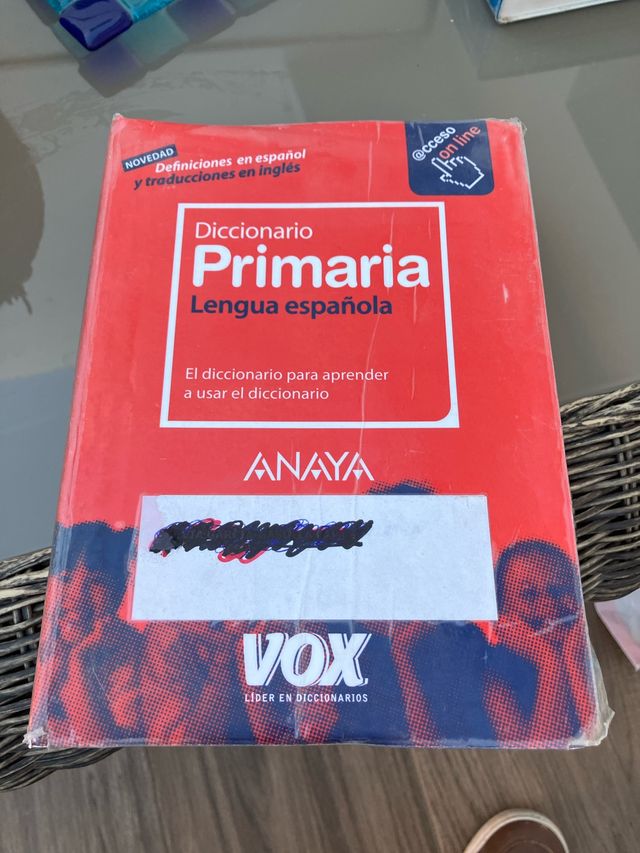 NOVEDAD
Definiciones en español
y traducciones en inglés
@cceso
on line
Diccionario
Primaria
Lengua española
El diccionario para aprender
a usar el diccionario
ANAYA
VOX
LÍDER EN DICCIONARIOS